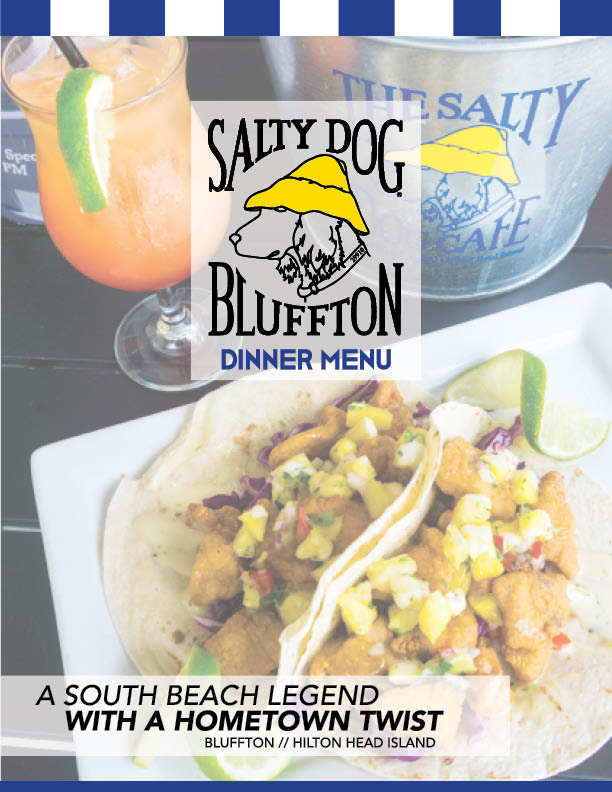 Spec
PM
THE SALTY
DOG CAFE
SALTY DOG
BLUFFTON
DINNER MENU
A SOUTH BEACH LEGEND
WITH A HOMETOWN TWIST
BLUFFTON // HILTON HEAD ISLAND